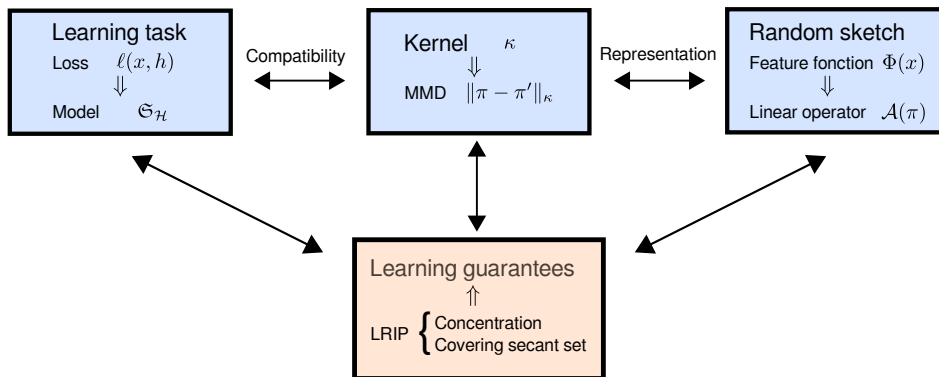 Learning task
Loss ℓ(x, h)
⇓
Model 𝔖_ℋ
Compatibility
Kernel κ
⇓
MMD ‖π − π′‖_κ
Representation
Random sketch
Feature fonction Φ(x)
⇓
Linear operator 𝒜(π)
Learning guarantees
⇑
LRIP { Concentration
Covering secant set